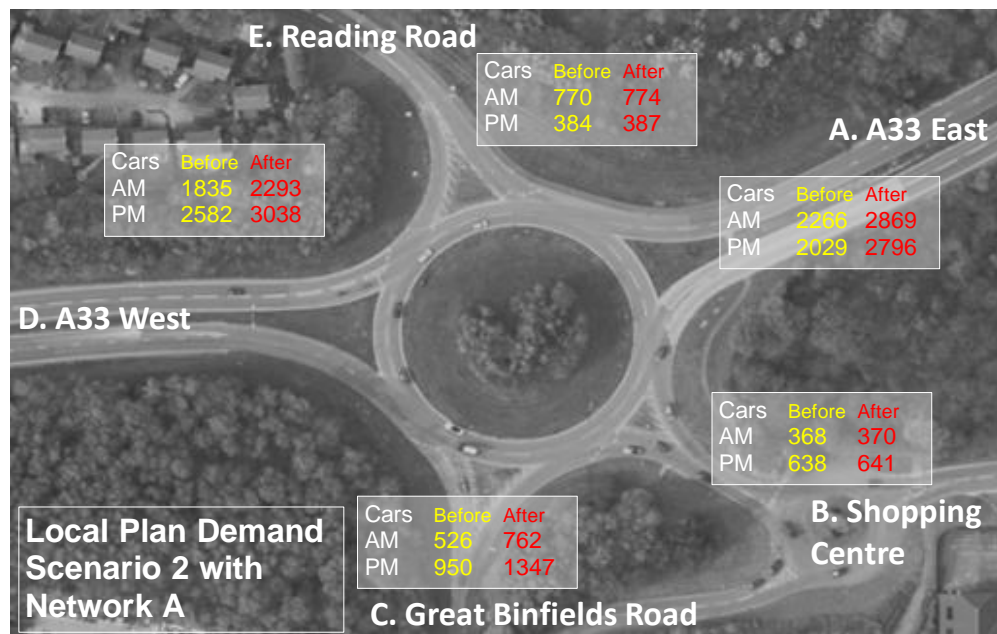 E. Reading Road
Cars Before After
AM 770 774
PM 384 387
A. A33 East
Cars Before After
AM 1835 2293
PM 2582 3038
Cars Before After
AM 2266 2869
PM 2029 2796
D. A33 West
Cars Before After
AM 368 370
PM 638 641
B. Shopping
Centre
Cars Before After
AM 526 762
PM 950 1347
Local Plan Demand
Scenario 2 with
Network A
C. Great Binfields Road